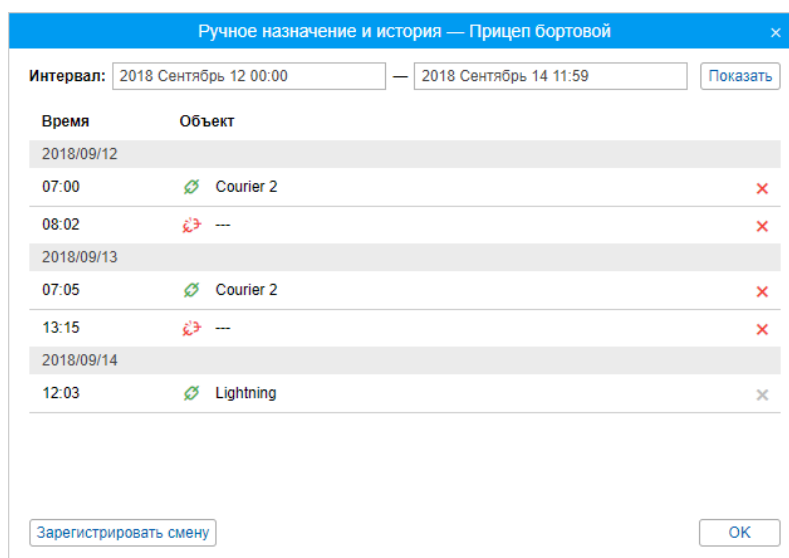 Ручное назначение и история — Прицеп бортовой ×
Интервал: 2018 Сентябрь 12 00:00 — 2018 Сентябрь 14 11:59 Показать
Время Объект
2018/09/12
07:00 Courier 2
08:02 ---
2018/09/13
07:05 Courier 2
13:15 ---
2018/09/14
12:03 Lightning
Зарегистрировать смену OK